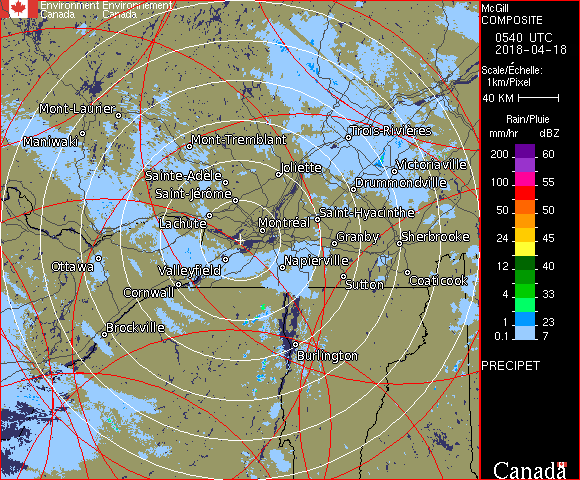 Environment Environnement
Canada Canada
McGill
COMPOSITE
0540 UTC
2018-04-18
Scale/Échelle:
1km/Pixel
40 KM
Rain/Pluie
mm/hr dBZ
200 60
150 57
100 55
50 50
24 45
12 40
4 33
1 23
0.1 7
PRECIPET
Canada
Mont-Laurier
Maniwaki
Mont-Tremblant
Trois-Rivières
Joliette
Victoriaville
Sainte-Adèle
Drummondville
Saint-Jérôme
Lachute
Saint-Hyacinthe
Montréal
Granby
Sherbrooke
Ottawa
Valleyfield
Napierville
Cornwall
Sutton
Coaticook
Brockville
Burlington